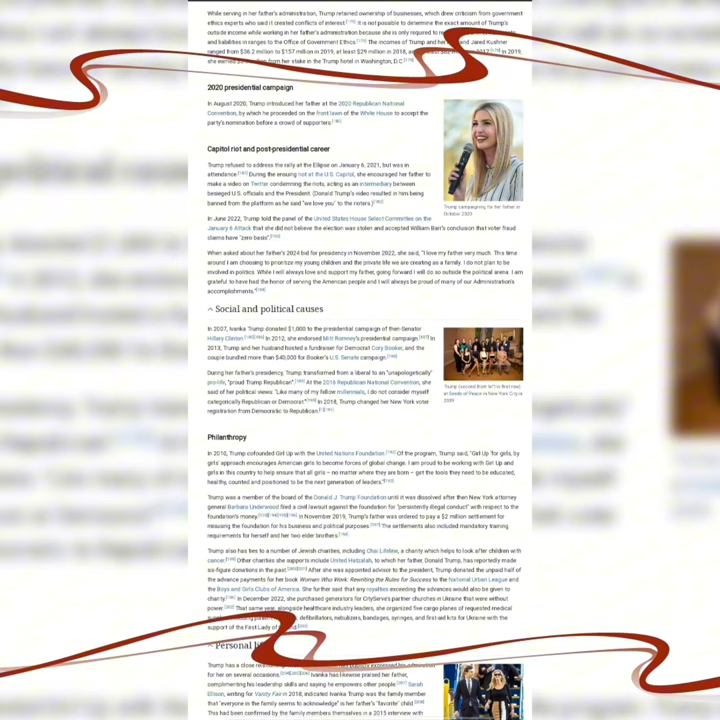 While serving in her father's administration, Trump retained ownership of businesses, which drew criticism from government
ethics experts who said it created conflicts of interest. It is not possible to determine the exact amount of Trump's
outside income while working in her father's administration because she is only required to
and liabilities in ranges to the Office of Government Ethics. The incomes of Trump and her and Jared Kushner
ranged from $36.2 million to $157 million in 2019, at least $29 million in 2018, in 2019,
she earned from her stake in the Trump hotel in Washington, D.C.
2020 presidential campaign
In August 2020, Trump introduced her father at the 2020 Republican National
Convention, by which he proceeded on the front lawn of the White House to accept the
party's nomination before a crowd of supporters.
Trump campaigning for her father in
October 2020
Capitol riot and post-presidential career
Trump refused to address the rally at the Ellipse on January 6, 2021, but was in
attendance. During the ensuing riot at the U.S. Capitol, she encouraged her father to
make a video on Twitter condemning the riots, acting as an intermediary between
besieged U.S. officials and the President. (Donald Trump's video resulted in him being
banned from the platform as he said "we love you" to the rioters.)
In June 2022, Trump told the panel of the United States House Select Committee on the
January 6 Attack that she did not believe the election was stolen and accepted William Barr's conclusion that voter fraud
claims have "zero basis".
When asked about her father's 2024 bid for presidency in November 2022, she said, "I love my father very much. This time
around I am choosing to prioritize my young children and the private life we are creating as a family. I do not plan to be
involved in politics. While I will always love and support my father, going forward I will do so outside the political arena. I am
grateful to have had the honor of serving the American people and I will always be proud of many of our Administration's
accomplishments."
Social and political causes
In 2007, Ivanka Trump donated $1,000 to the presidential campaign of then-Senator
Hillary Clinton. In 2012, she endorsed Mitt Romney's presidential campaign. In
2013, Trump and her husband hosted a fundraiser for Democrat Cory Booker, and the
couple bundled more than $40,000 for Booker's U.S. Senate campaign.
Trump (second from left in first row)
at Seeds of Peace in New York City in
2009
During her father's presidency, Trump transformed from a liberal to an "unapologetically"
pro-life, "proud Trump Republican". At the 2016 Republican National Convention, she
said of her political views: "Like many of my fellow millennials, I do not consider myself
categorically Republican or Democrat." In 2018, Trump changed her New York voter
registration from Democratic to Republican.
Philanthropy
In 2010, Trump cofounded Girl Up with the United Nations Foundation. Of the program, Trump said, "Girl Up 'for girls, by
girls' approach encourages American girls to become forces of global change. I am proud to be working with Girl Up and
girls in this country to help ensure that all girls – no matter where they are born – get the tools they need to be educated,
healthy, counted and positioned to be the next generation of leaders."
Trump was a member of the board of the Donald J. Trump Foundation until it was dissolved after then New York attorney
general Barbara Underwood filed a civil lawsuit against the foundation for "persistently illegal conduct" with respect to the
foundation's money. In November 2019, Trump's father was ordered to pay a $2 million settlement for
misusing the foundation for his business and political purposes. The settlements also included mandatory training
requirements for herself and her two elder brothers.
Trump also has ties to a number of Jewish charities, including Chai Lifeline, a charity which helps to look after children with
cancer. Other charities she supports include United Hatzalah, to which her father, Donald Trump, has reportedly made
six-figure donations in the past. After she was appointed advisor to the president, Trump donated the unpaid half of
the advance payments for her book Women Who Work: Rewriting the Rules for Success to the National Urban League and
the Boys and Girls Clubs of America. She further said that any royalties exceeding the advances would also be given to
charity. In December 2022, she purchased generators for CityServe's partner churches in Ukraine that were without
power. That same year, alongside healthcare industry leaders, she organized five cargo planes of requested medical
defibrillators, nebulizers, bandages, syringes, and first-aid kits for Ukraine with the
support of the First Lady of
Personal
Trump has a close
for her on several occasions. Ivanka has likewise praised her father,
complimenting his leadership skills and saying he empowers other people. Sarah
Ellison, writing for Vanity Fair in 2018, indicated Ivanka Trump was the family member
that "everyone in the family seems to acknowledge" is her father's "favorite" child.
This had been confirmed by the family members themselves in a 2015 interview with